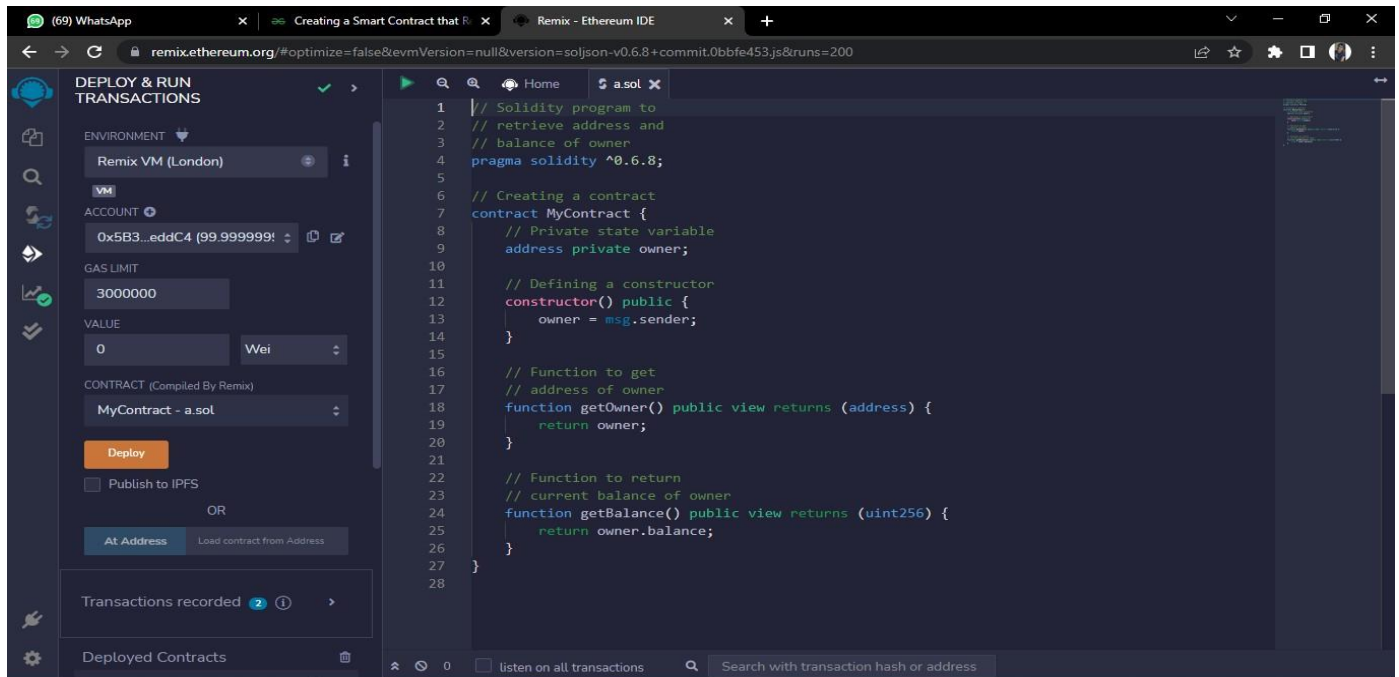 69
(69) WhatsApp
Creating a Smart Contract that R
Remix - Ethereum IDE
remix.ethereum.org/#optimize=false&evmVersion=null&version=soljson-v0.6.8+commit.0bbfe453.js&runs=200
DEPLOY & RUN
TRANSACTIONS
ENVIRONMENT
Remix VM (London)
VM
ACCOUNT
0x5B3...eddC4 (99.9999999
GAS LIMIT
3000000
VALUE
0
Wei
CONTRACT (Compiled By Remix)
MyContract - a.sol
Deploy
Publish to IPFS
OR
At Address
Load contract from Address
Transactions recorded 2 i
Deployed Contracts
Home
a.sol
1 // Solidity program to
2 // retrieve address and
3 // balance of owner
4 pragma solidity ^0.6.8;
5
6 // Creating a contract
7 contract MyContract {
8 // Private state variable
9 address private owner;
10
11 // Defining a constructor
12 constructor() public {
13 owner = msg.sender;
14 }
15
16 // Function to get
17 // address of owner
18 function getOwner() public view returns (address) {
19 return owner;
20 }
21
22 // Function to return
23 // current balance of owner
24 function getBalance() public view returns (uint256) {
25 return owner.balance;
26 }
27 }
28
0
listen on all transactions
Search with transaction hash or address